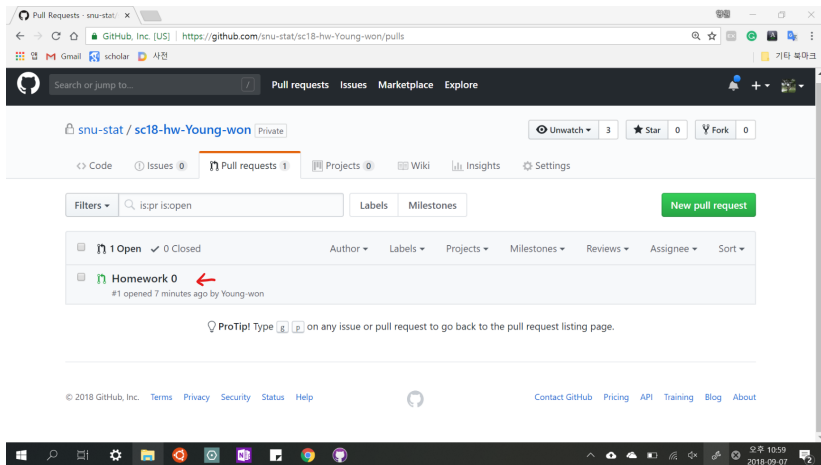 Pull Requests · snu-stat/
GitHub, Inc. [US] | https://github.com/snu-stat/sc18-hw-Young-won/pulls
앱 Gmail scholar 사전 기타 북마크
Search or jump to... / Pull requests Issues Marketplace Explore
snu-stat / sc18-hw-Young-won Private Unwatch 3 Star 0 Fork 0
Code Issues 0 Pull requests 1 Projects 0 Wiki Insights Settings
Filters is:pr is:open Labels Milestones New pull request
1 Open 0 Closed Author Labels Projects Milestones Reviews Assignee Sort
Homework 0
#1 opened 7 minutes ago by Young-won
ProTip! Type g p on any issue or pull request to go back to the pull request listing page.
© 2018 GitHub, Inc. Terms Privacy Security Status Help Contact GitHub Pricing API Training Blog About
오후 10:59
2018-09-07